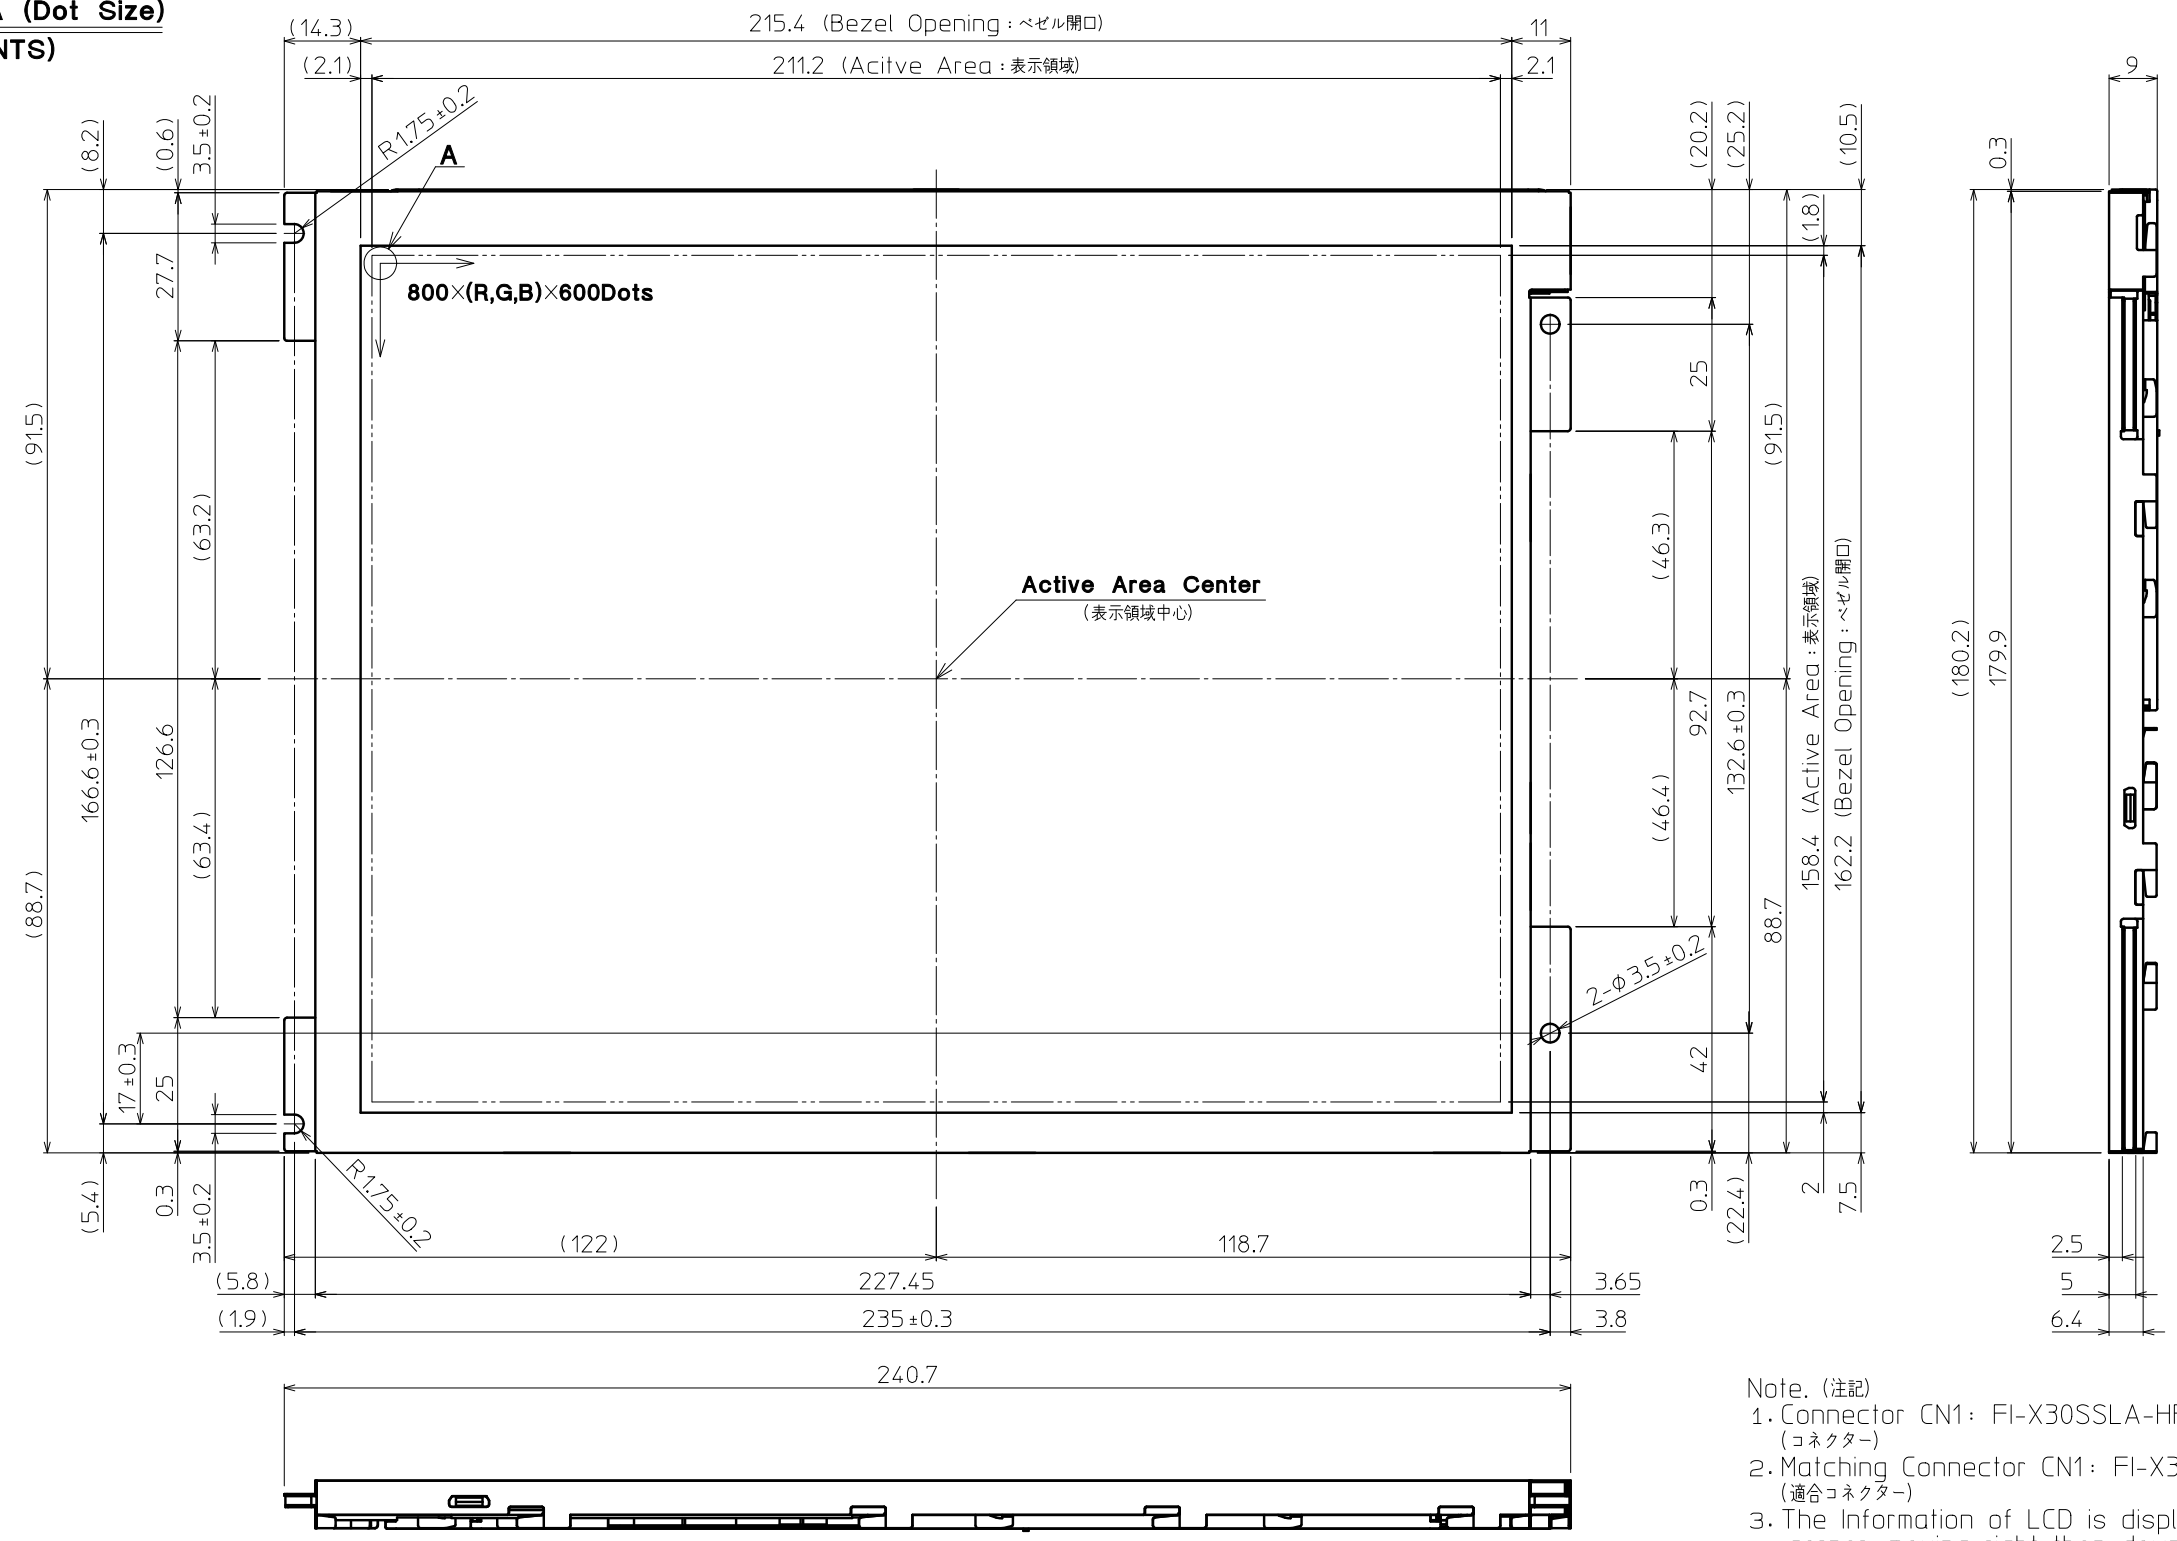 (Dot Size)
NTS)
(14.3)
215.4 (Bezel Opening : ベゼル開口)
11
(2.1)
211.2 (Acitve Area : 表示領域)
2.1
9
(8.2)
(0.6)
3.5±0.2
R1.75±0.2
A
(20.2)
(25.2)
(10.5)
0.3
(1.8)
27.7
800×(R,G,B)×600Dots
25
(91.5)
(91.5)
(63.2)
(46.3)
Active Area Center
(表示領域中心)
(180.2)
179.9
166.6±0.3
126.6
92.7
132.6±0.3
158.4 (Active Area : 表示領域)
162.2 (Bezel Opening : ベゼル開口)
(63.4)
(46.4)
(88.7)
88.7
2-Φ3.5±0.2
17±0.3
25
42
(5.4)
0.3
3.5±0.2
R1.75±0.2
0.3
(22.4)
2
7.5
(122)
118.7
2.5
(5.8)
227.45
3.65
5
(1.9)
235±0.3
3.8
6.4
240.7
Note. (注記)
1. Connector CN1: FI-X30SSLA-H
(コネクター)
2. Matching Connector CN1: FI-X3
(適合コネクター)
3. The Information of LCD is displ